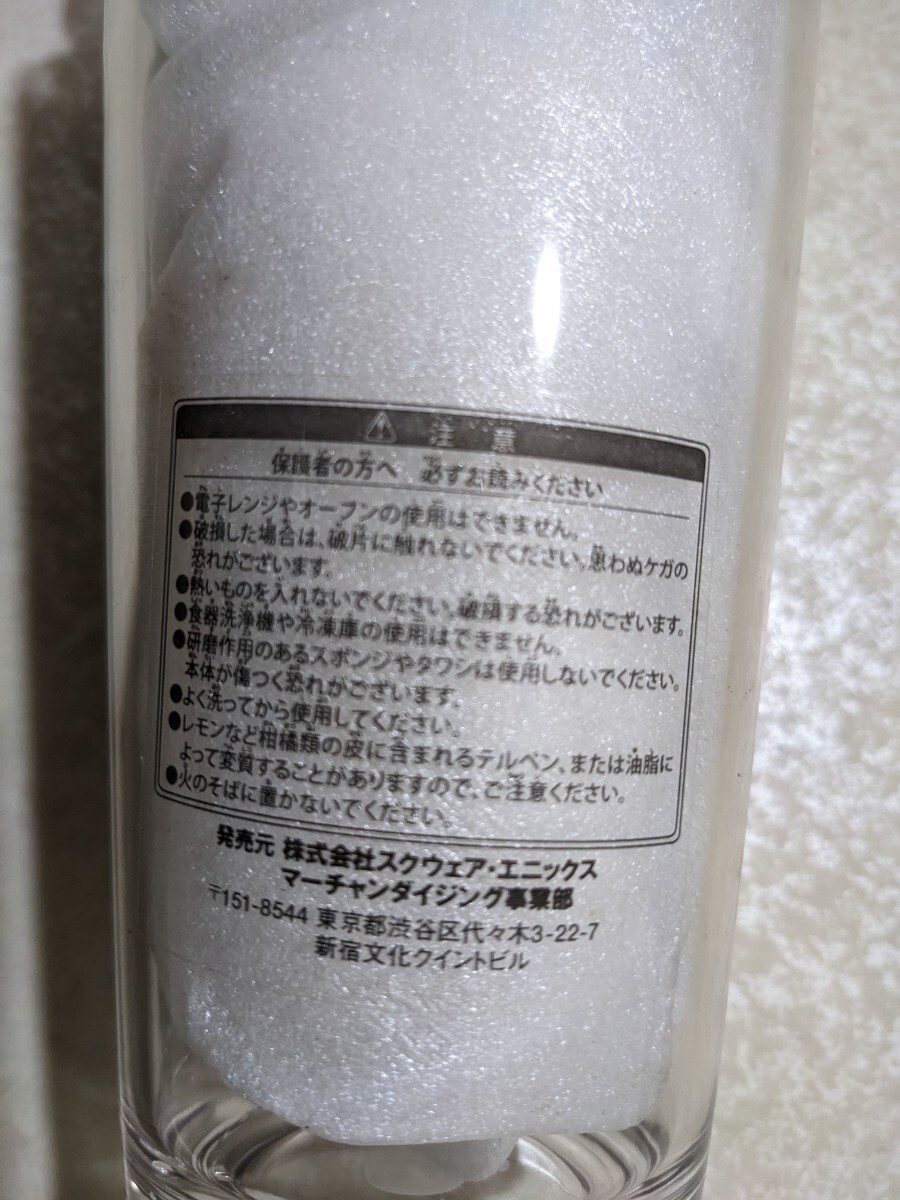 ⚠ 注 意
保護者の方へ 必ずお読みください
●電子レンジやオーブンの使用はできません。
●破損した場合は、破片に触れないでください。思わぬケガの
恐れがございます。
●熱いものを入れないでください。破損する恐れがございます。
●食器洗浄機や冷凍庫の使用はできません。
●研磨作用のあるスポンジやタワシは使用しないでください。
本体が傷つく恐れがございます。
●よく洗ってから使用してください。
●レモンなど柑橘類の皮に含まれるテルペン、または油脂に
よって変質することがありますので、ご注意ください。
●火のそばに置かないでください。
発売元 株式会社スクウェア・エニックス
マーチャンダイジング事業部
〒151-8544 東京都渋谷区代々木3-22-7
新宿文化クイントビル